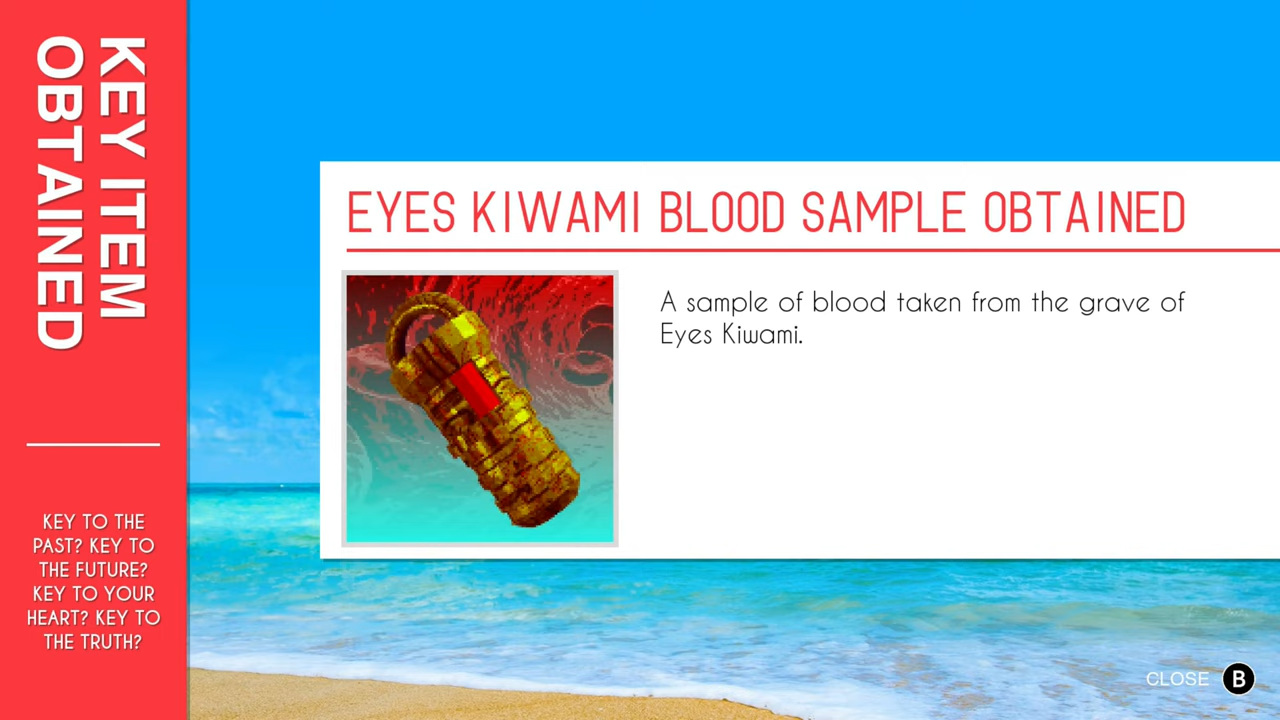 KEY ITEM
OBTAINED
KEY TO THE
PAST? KEY TO
THE FUTURE?
KEY TO YOUR
HEART? KEY TO
THE TRUTH?
EYES KIWAMI BLOOD SAMPLE OBTAINED
A sample of blood taken from the grave of
Eyes Kiwami.
CLOSE B